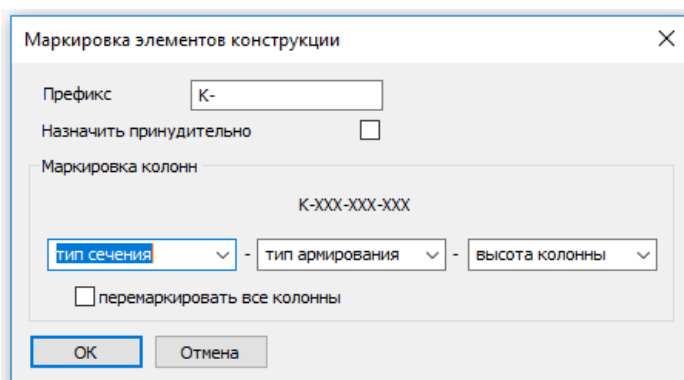 Маркировка элементов конструкции
Префикс K-
Назначить принудительно
Маркировка колонн
K-XXX-XXX-XXX
тип сечения - тип армирования - высота колонны
перемаркировать все колонны
OK Отмена